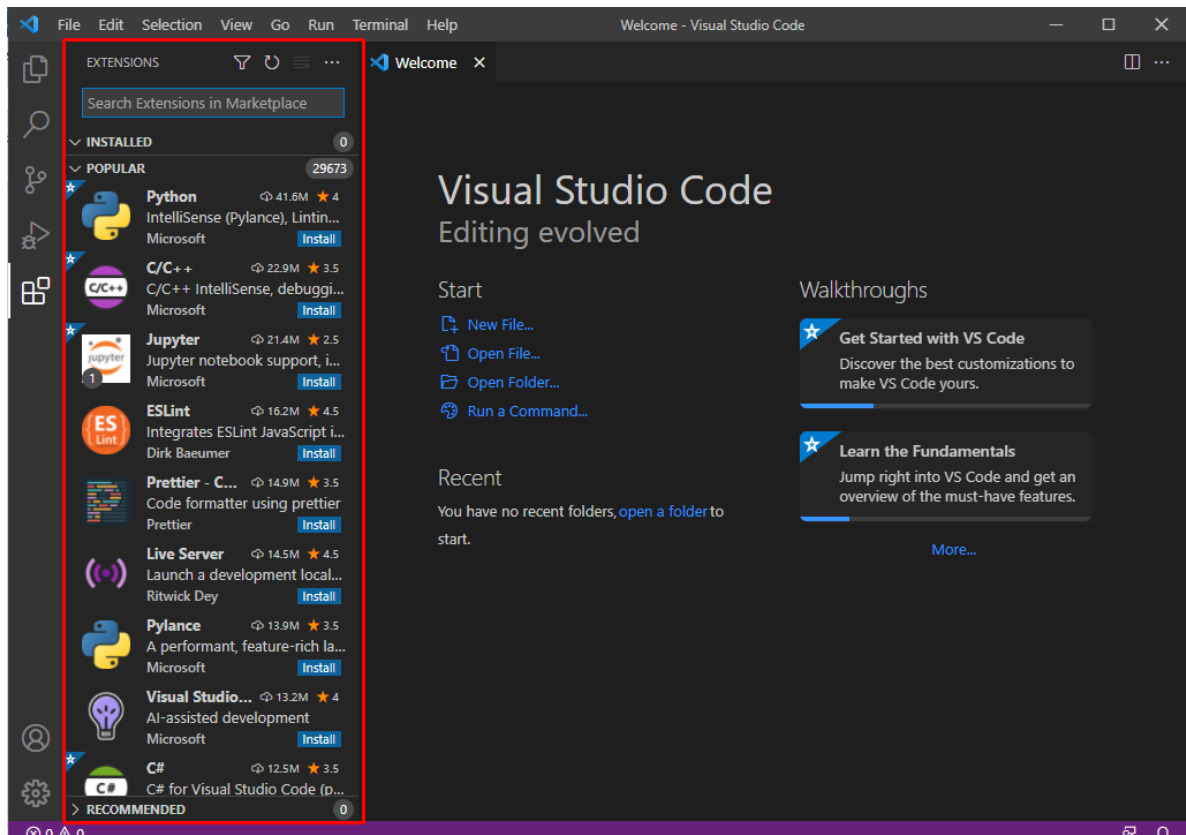 File Edit Selection View Go Run Terminal Help
Welcome - Visual Studio Code
EXTENSIONS
Search Extensions in Marketplace
INSTALLED 0
POPULAR 29673
Python 41.6M 4
IntelliSense (Pylance), Lintin...
Microsoft Install
C/C++
C/C++ 22.9M 3.5
C/C++ IntelliSense, debuggi...
Microsoft Install
jupyter
1
Jupyter 21.4M 2.5
Jupyter notebook support, i...
Microsoft Install
ES
Lint
ESLint 16.2M 4.5
Integrates ESLint JavaScript i...
Dirk Baeumer Install
Prettier - C... 14.9M 3.5
Code formatter using prettier
Prettier Install
Live Server 14.5M 4.5
Launch a development local...
Ritwick Dey Install
Pylance 13.9M 3.5
A performant, feature-rich la...
Microsoft Install
Visual Studio... 13.2M 4
AI-assisted development
Microsoft Install
C#
C# 12.5M 3.5
C# for Visual Studio Code (p...
RECOMMENDED 0
0 0
Welcome
Visual Studio Code
Editing evolved
Start
New File...
Open File...
Open Folder...
Run a Command...
Recent
You have no recent folders, open a folder to
start.
Walkthroughs
Get Started with VS Code
Discover the best customizations to
make VS Code yours.
Learn the Fundamentals
Jump right into VS Code and get an
overview of the must-have features.
More...